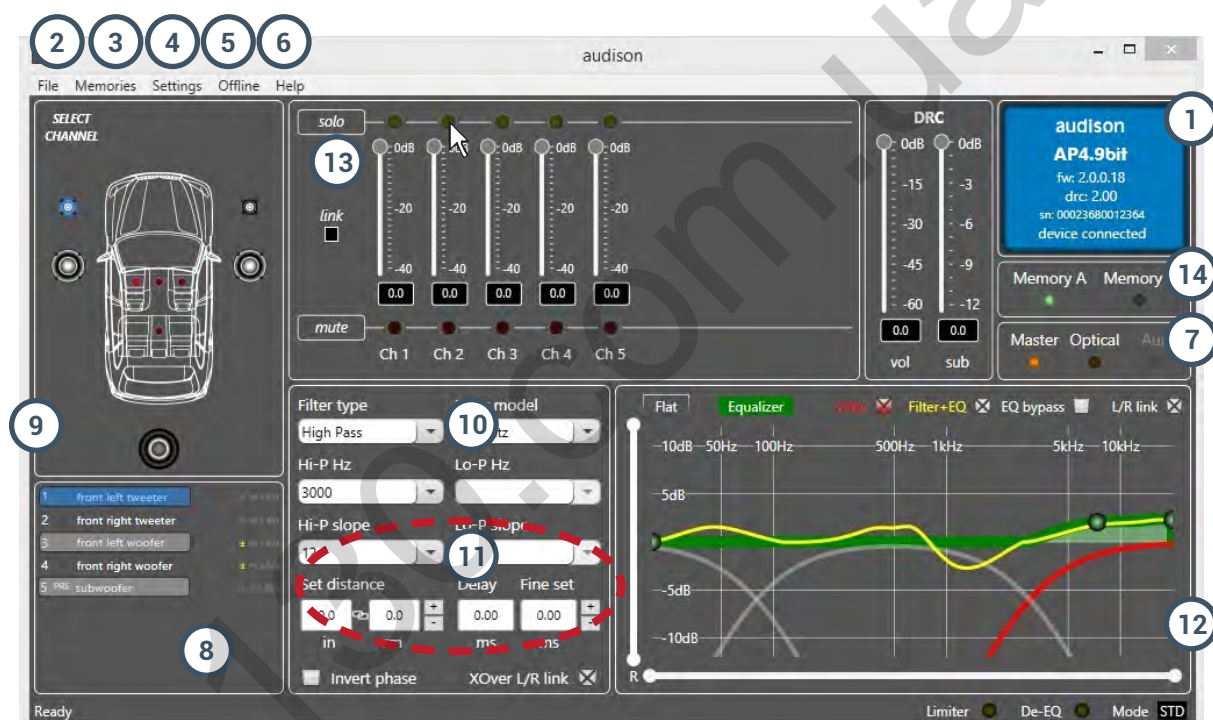 2 3 4 5 6
audison
File Memories Settings Offline Help
SELECT
CHANNEL
solo
13
0dB 0dB 0dB 0dB
-20 -20 -20 -20 -20
link
-40 -40 -40 -40 -40
0.0 0.0 0.0 0.0 0.0
mute
Ch 1 Ch 2 Ch 3 Ch 4 Ch 5
DRC
0dB 0dB
-15 -3
-30 -6
-45 -9
-60 -12
0.0 0.0
vol sub
1
audison
AP4.9bit
fw: 2.0.0.18
drc: 2.00
sn: 00023680012364
device connected
Memory A Memory
14
Master Optical
7
9
1 front left tweeter
2 front right tweeter
3 front left woofer
4 front right woofer
5 PRE subwoofer
8
Filter type model
High Pass
10
Hi-P Hz Lo-P Hz
3000
Hi-P slope Lo-P slope
11
Set distance Delay Fine set
0.0 0.0 + - 0.00 0.00 + -
in ms ms
Invert phase XOver L/R link
Flat Equalizer Filter+EQ EQ bypass L/R link
10dB 50Hz 100Hz 500Hz 1kHz 5kHz 10kHz
5dB
-5dB
-10dB
12
R
Ready Limiter De-EQ Mode STD
130.com.ua